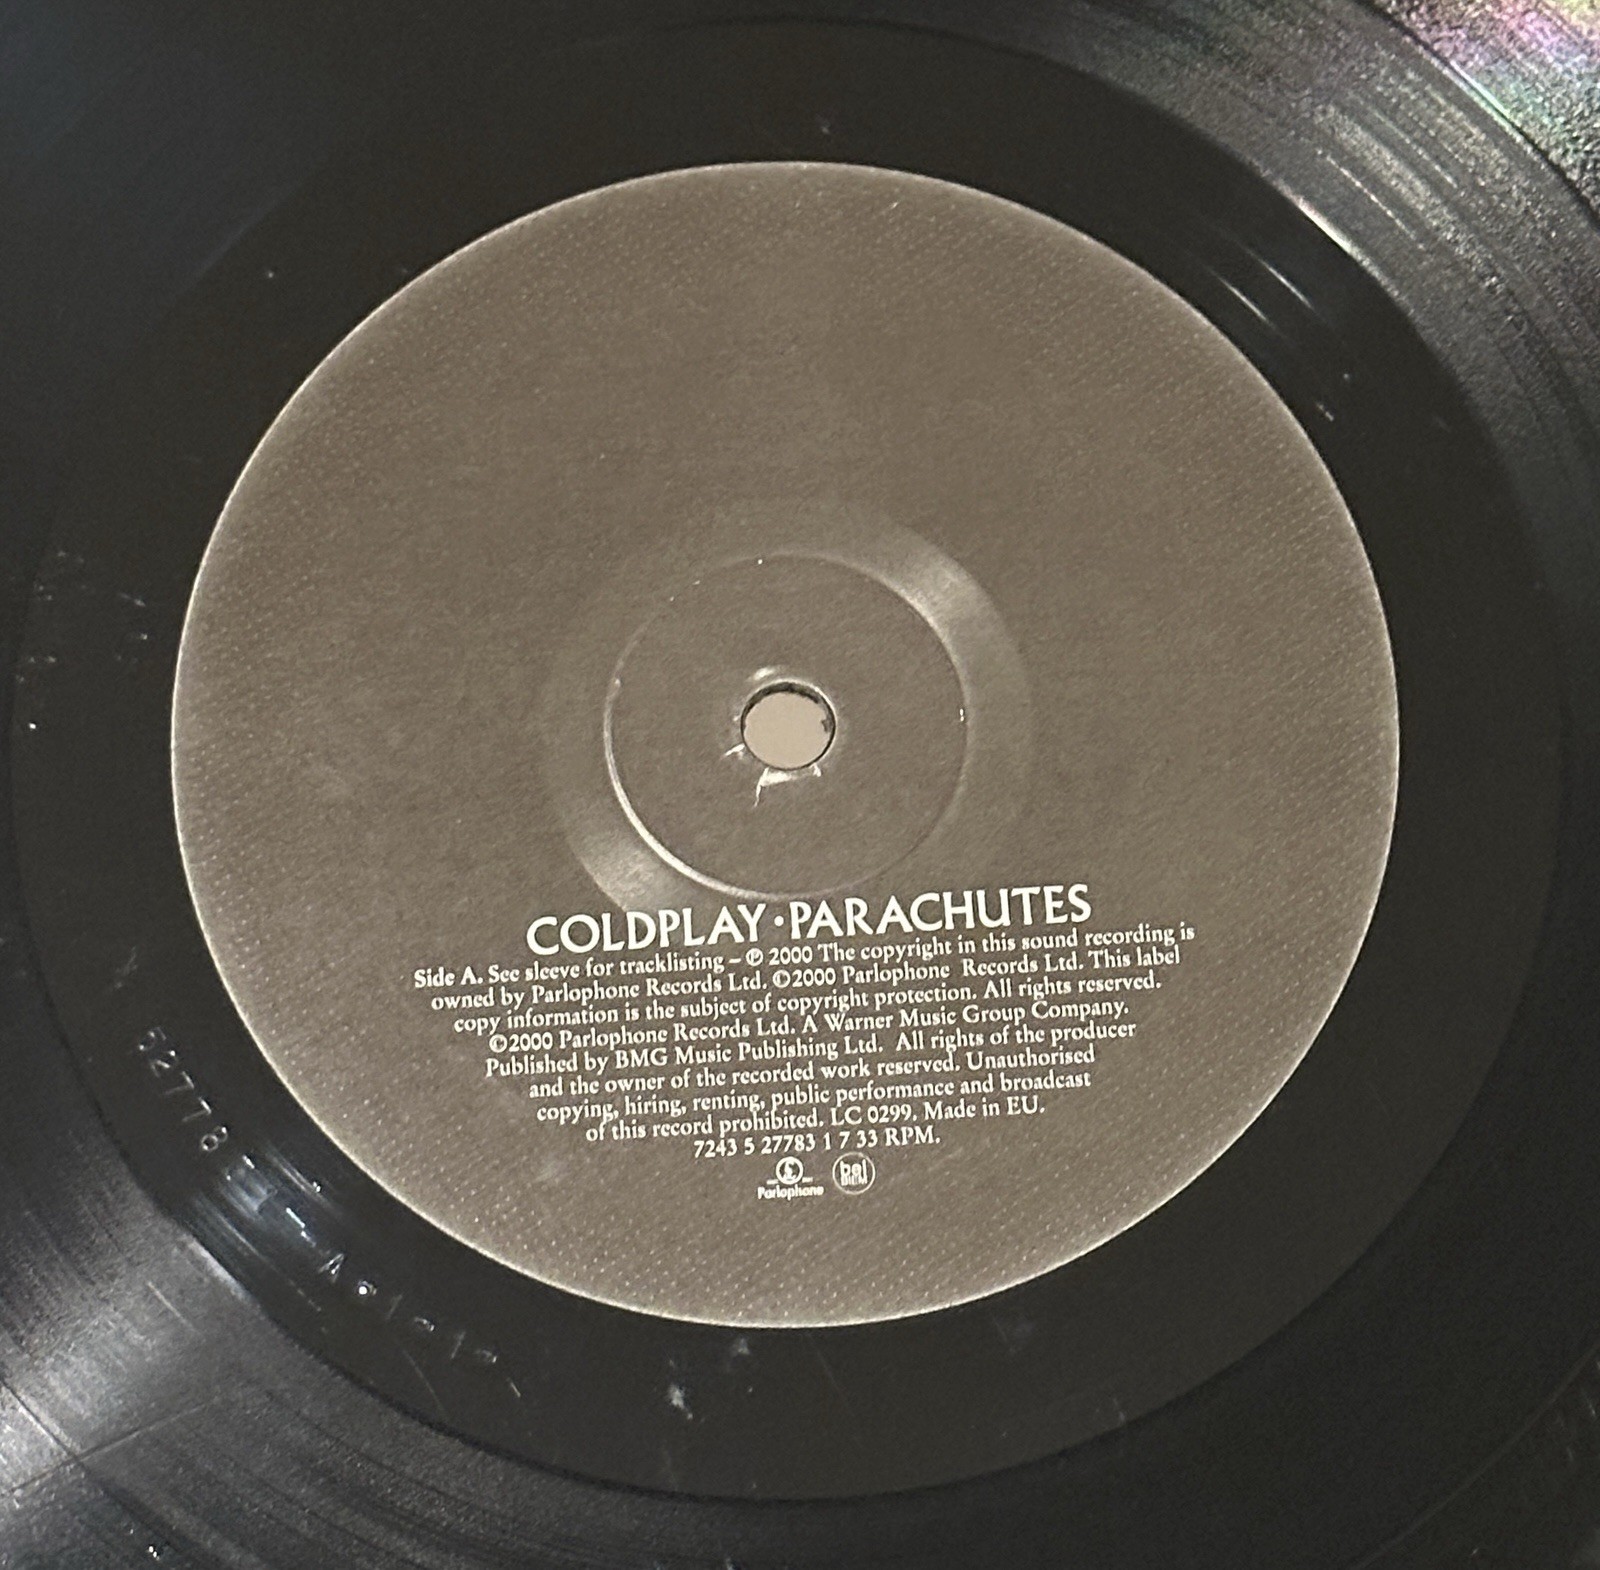 COLDPLAY · PARACHUTES
Side A. See sleeve for tracklisting – ℗ 2000 The copyright in this sound recording is
owned by Parlophone Records Ltd. ©2000 Parlophone Records Ltd. This label
copy information is the subject of copyright protection. All rights reserved.
©2000 Parlophone Records Ltd. A Warner Music Group Company.
Published by BMG Music Publishing Ltd. All rights of the producer
and the owner of the recorded work reserved. Unauthorised
copying, hiring, renting, public performance and broadcast
of this record prohibited. LC 0299. Made in EU.
7243 5 27783 1 7 33 RPM.
Parlophone
bel
BIEM
52778